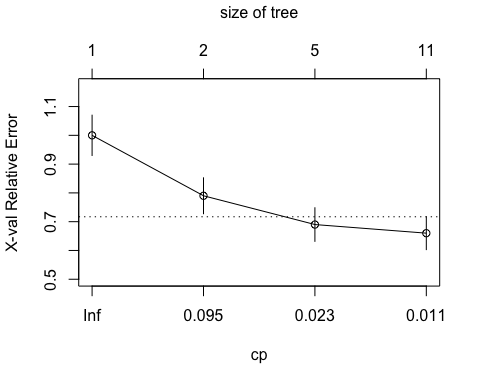 size of tree
1 2 5 11
X-val Relative Error
1.1
0.9
0.7
0.5
Inf 0.095 0.023 0.011
cp